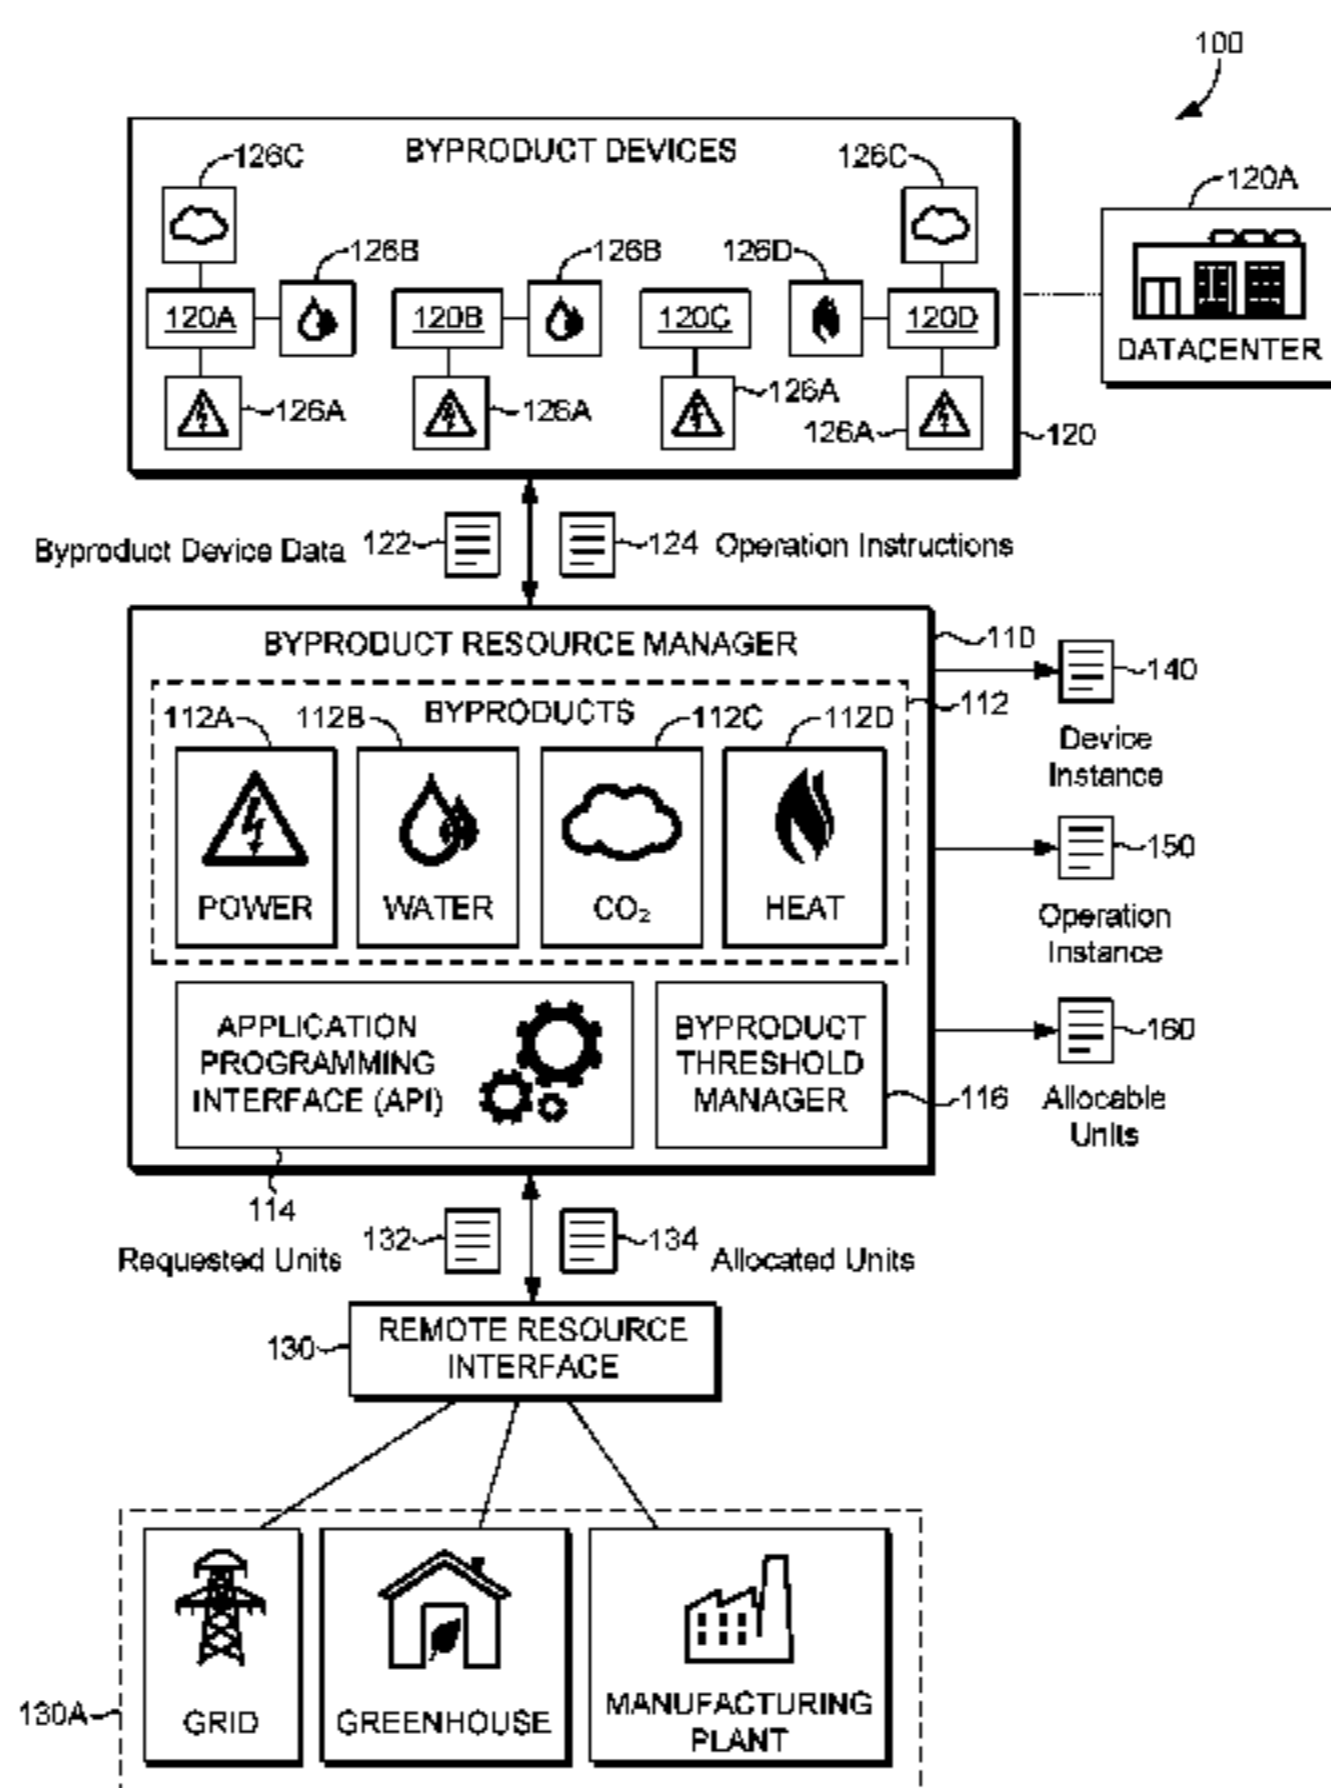 100
BYPRODUCT DEVICES
126C
126C
120A
126B
126B
126D
120A
120B
120C
120D
DATACENTER
126A
126A
126A
126A
120
Byproduct Device Data
122
124
Operation Instructions
BYPRODUCT RESOURCE MANAGER
110
140
Device
Instance
BYPRODUCTS
112
112A
112B
112C
112D
POWER
WATER
CO₂
HEAT
150
Operation
Instance
APPLICATION
PROGRAMMING
INTERFACE (API)
BYPRODUCT
THRESHOLD
MANAGER
160
116
Allocable
Units
114
Requested Units
132
134
Allocated Units
130
REMOTE RESOURCE
INTERFACE
130A
GRID
GREENHOUSE
MANUFACTURING
PLANT